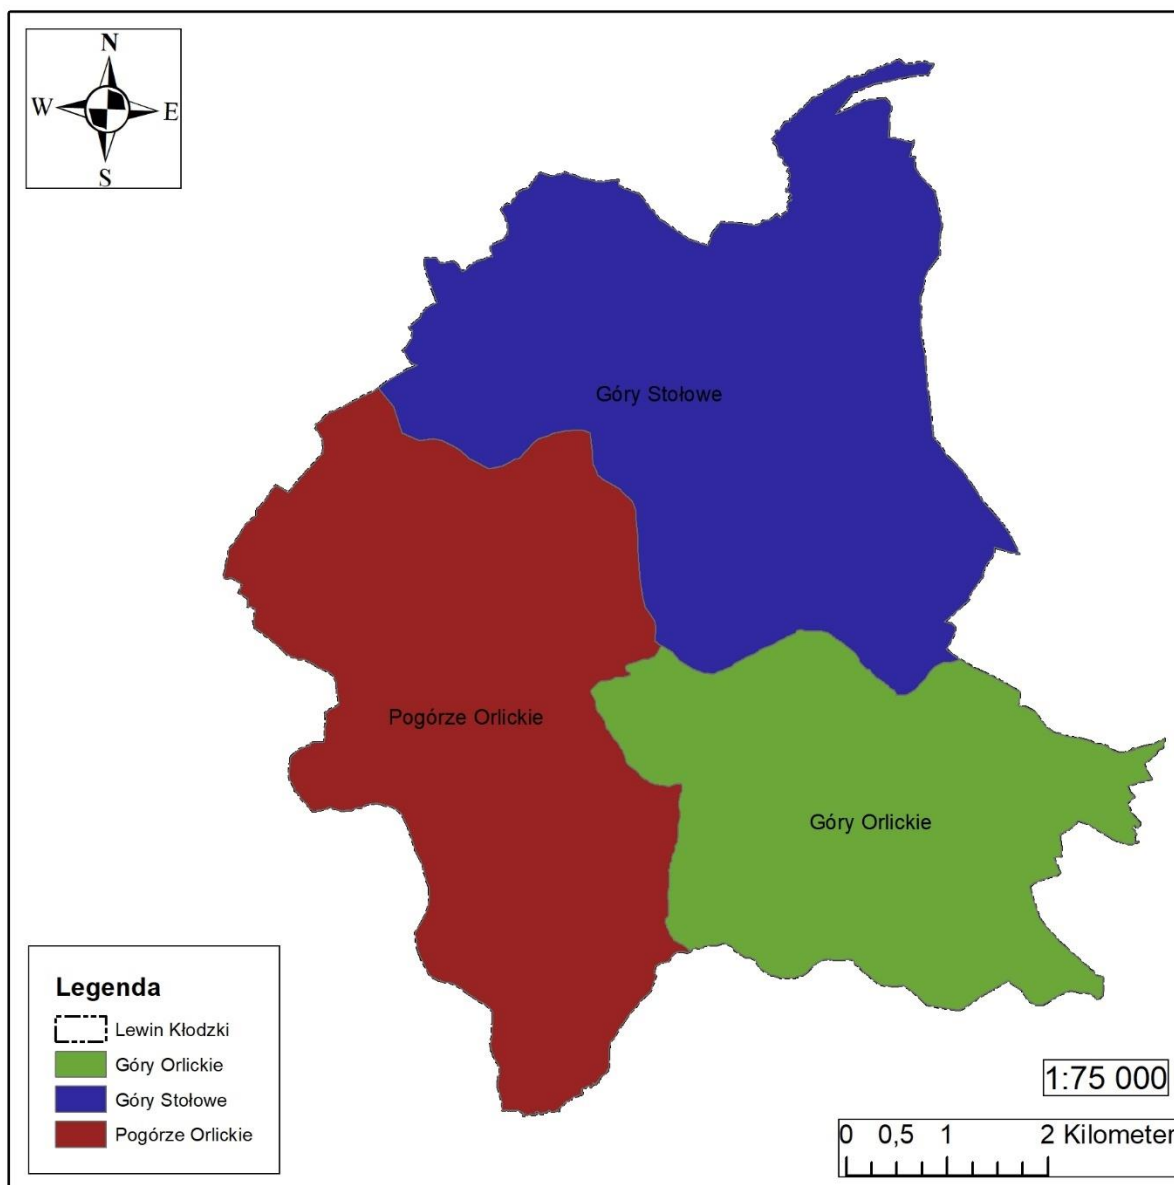 N
W E
S
Góry Stołowe
Pogórze Orlickie
Góry Orlickie
Legenda
Lewin Kłodzki
Góry Orlickie
Góry Stołowe
Pogórze Orlickie
1:75 000
0 0,5 1 2 Kilometer